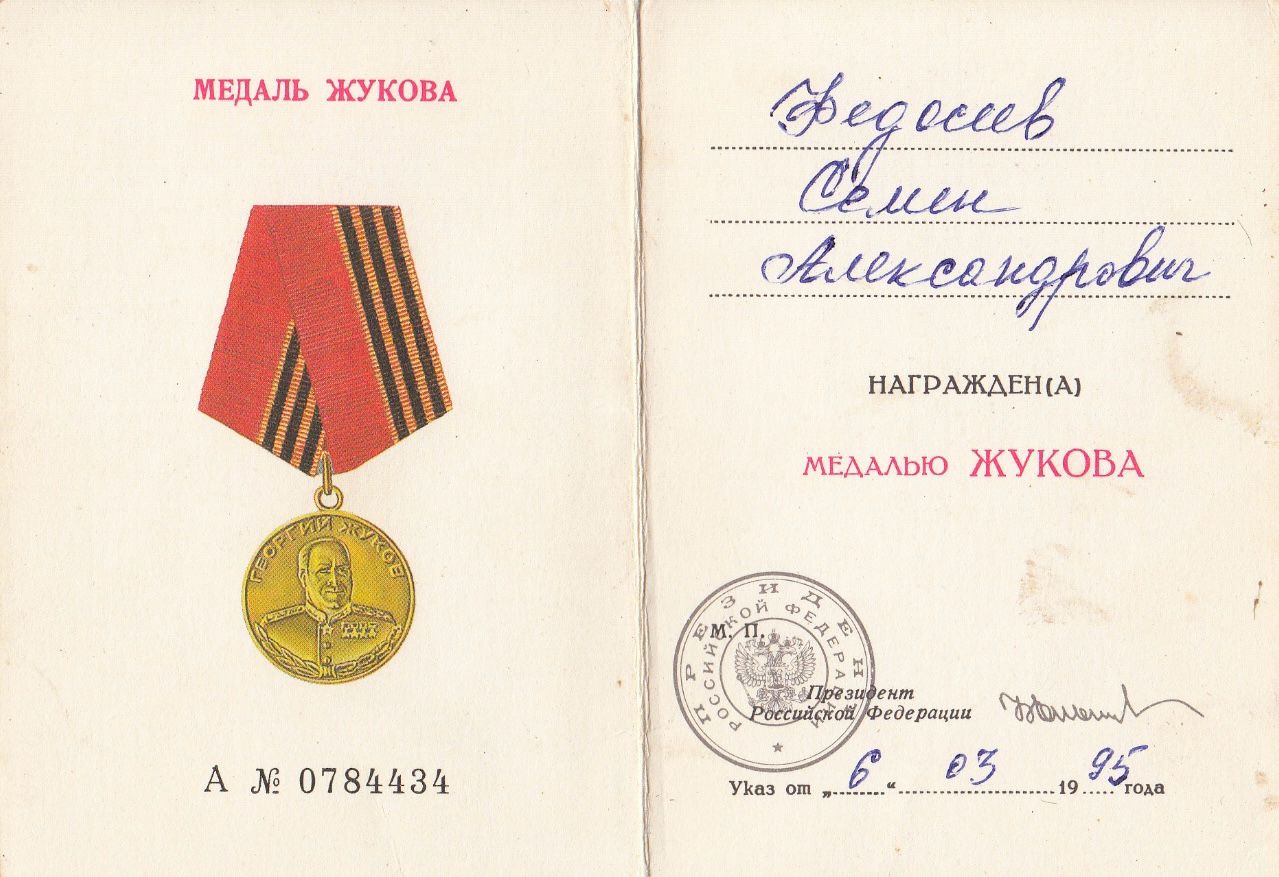 МЕДАЛЬ ЖУКОВА
ГЕОРГИЙ ЖУКОВ
А № 0784434
Федосеев
Семен
Александрович
НАГРАЖДЕН(А)
МЕДАЛЬЮ ЖУКОВА
ПРЕЗИДЕНТ
РОССИЙСКОЙ ФЕДЕРАЦИИ
М. П.
Президент
Российской Федерации
Указ от „6“ 03 1995 года